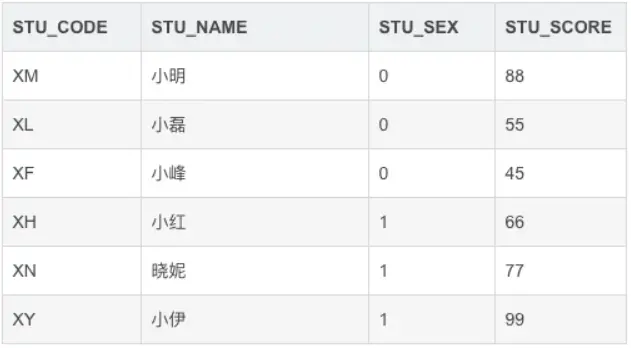 STU_CODE STU_NAME STU_SEX STU_SCORE
XM 小明 0 88
XL 小磊 0 55
XF 小峰 0 45
XH 小红 1 66
XN 晓妮 1 77
XY 小伊 1 99